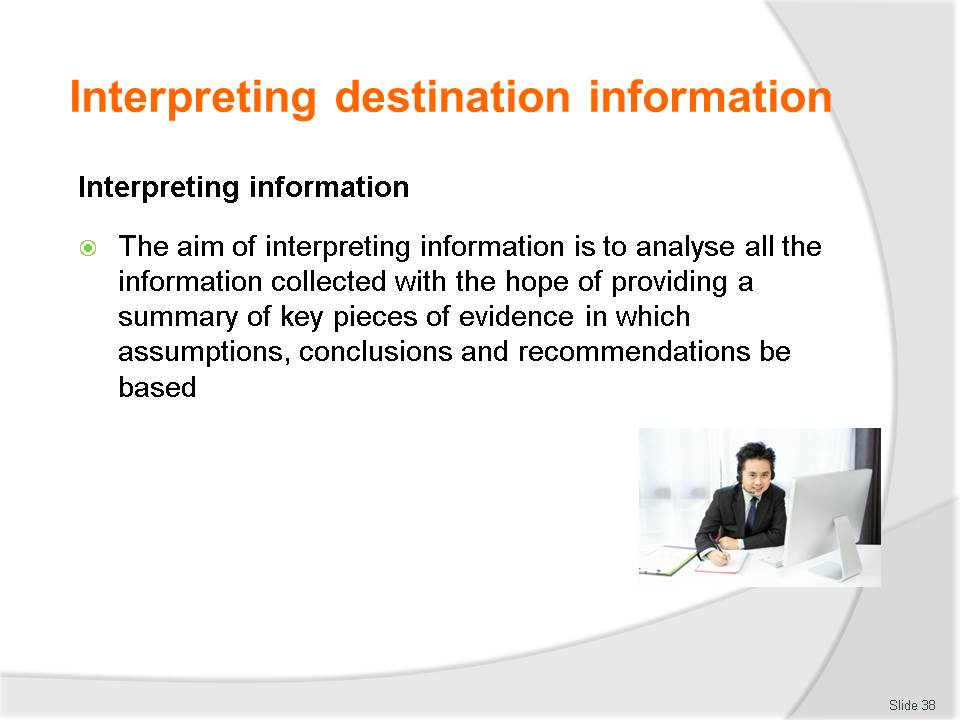 Interpreting destination information
Interpreting information
The aim of interpreting information is to analyse all the
information collected with the hope of providing a
summary of key pieces of evidence in which
assumptions, conclusions and recommendations be
based
Slide 38